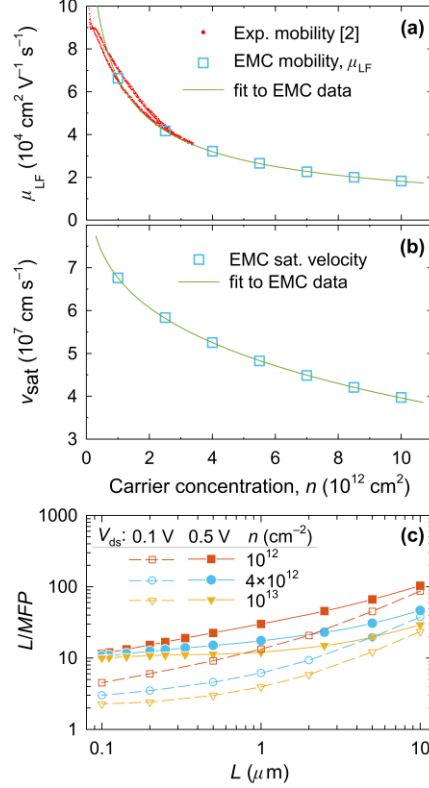 10
8
6
4
2
0
μLF (10⁴ cm² V⁻¹ s⁻¹)
(a)
Exp. mobility [2]
EMC mobility, μLF
fit to EMC data
7
6
5
4
3
vsat (10⁷ cm s⁻¹)
(b)
EMC sat. velocity
fit to EMC data
0 2 4 6 8 10
Carrier concentration, n (10¹² cm²)
1000
100
10
1
L/MFP
(c)
Vds: 0.1 V 0.5 V n (cm⁻²)
10¹²
4×10¹²
10¹³
0.1 1 10
L (μm)